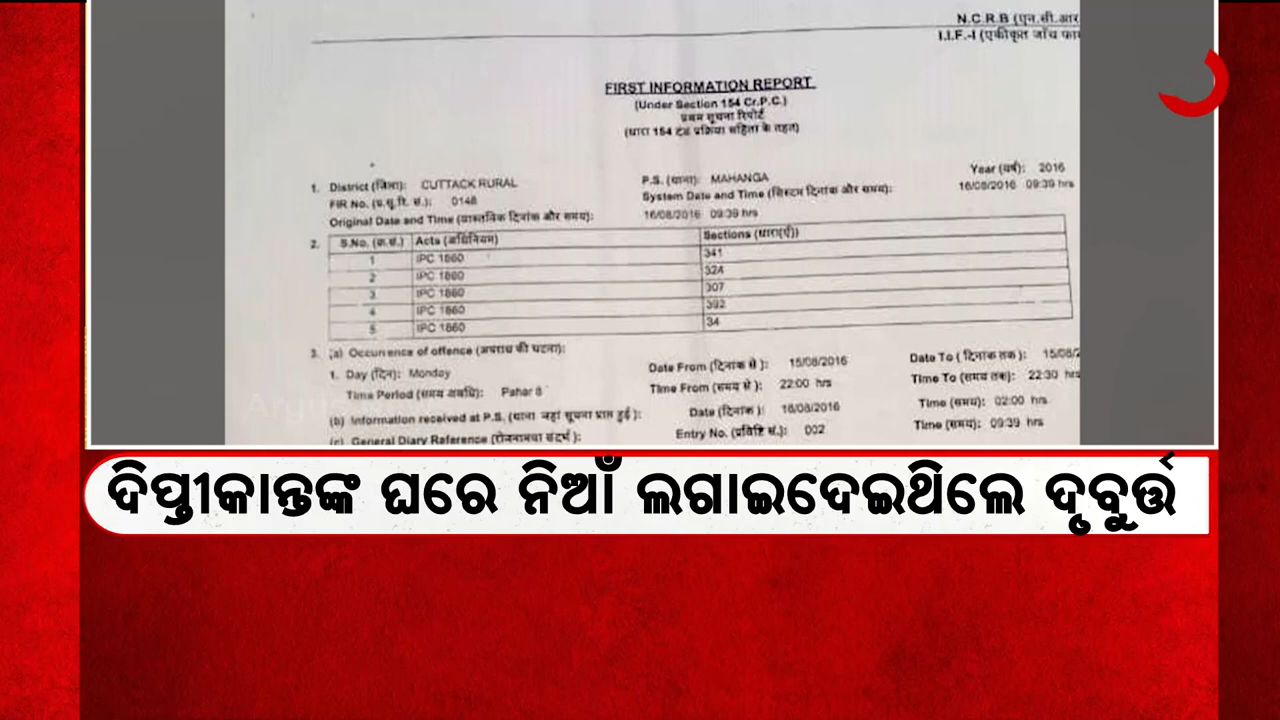 N.C.R.B (एन.सी.आर
I.I.F.-I (एकीकृत जाँच फा
FIRST INFORMATION REPORT
(Under Section 154 Cr.P.C.)
प्रथम सूचना रिपोर्ट
(धारा 154 दंड प्रक्रिया संहिता के तहत)
1. District (जिला): CUTTACK RURAL P.S. (थाना): MAHANGA Year (वर्ष): 2016
FIR No. (प्र.सू.रि. सं.): 0148 System Date and Time (सिस्टम दिनांक और समय): 16/08/2016 09:39 hrs
Original Date and Time (वास्तविक दिनांक और समय): 16/08/2016 09:39 hrs
2. S.No. (क्र.सं.) Acts (अधिनियम) Sections (धारा(एँ))
1 IPC 1860 341
2 IPC 1860 324
3 IPC 1860 307
4 IPC 1860 392
5 IPC 1860 34
3. (a) Occurrence of offence (अपराध की घटना):
1. Day (दिन): Monday Date From (दिनांक से ): 15/08/2016 Date To ( दिनांक तक ): 15/08/2
Time Period (समय अवधि): Pahar 8 Time From (समय से ): 22:00 hrs Time To (समय तक): 22:30 hrs
(b) Information received at P.S. (थाना जहां सूचना प्राप्त हुई ): Date (दिनांक ): 16/08/2016 Time (समय): 02:00 hrs
(c) General Diary Reference (रोजनामचा संदर्भ ): Entry No. (प्रविष्टि सं.): 002 Time (समय): 09:39 hrs
ଦିପ୍ତୀକାନ୍ତଙ୍କ ଘରେ ନିଆଁ ଲଗାଇଦେଇଥିଲେ ଦୃବୁର୍ତ୍ତ